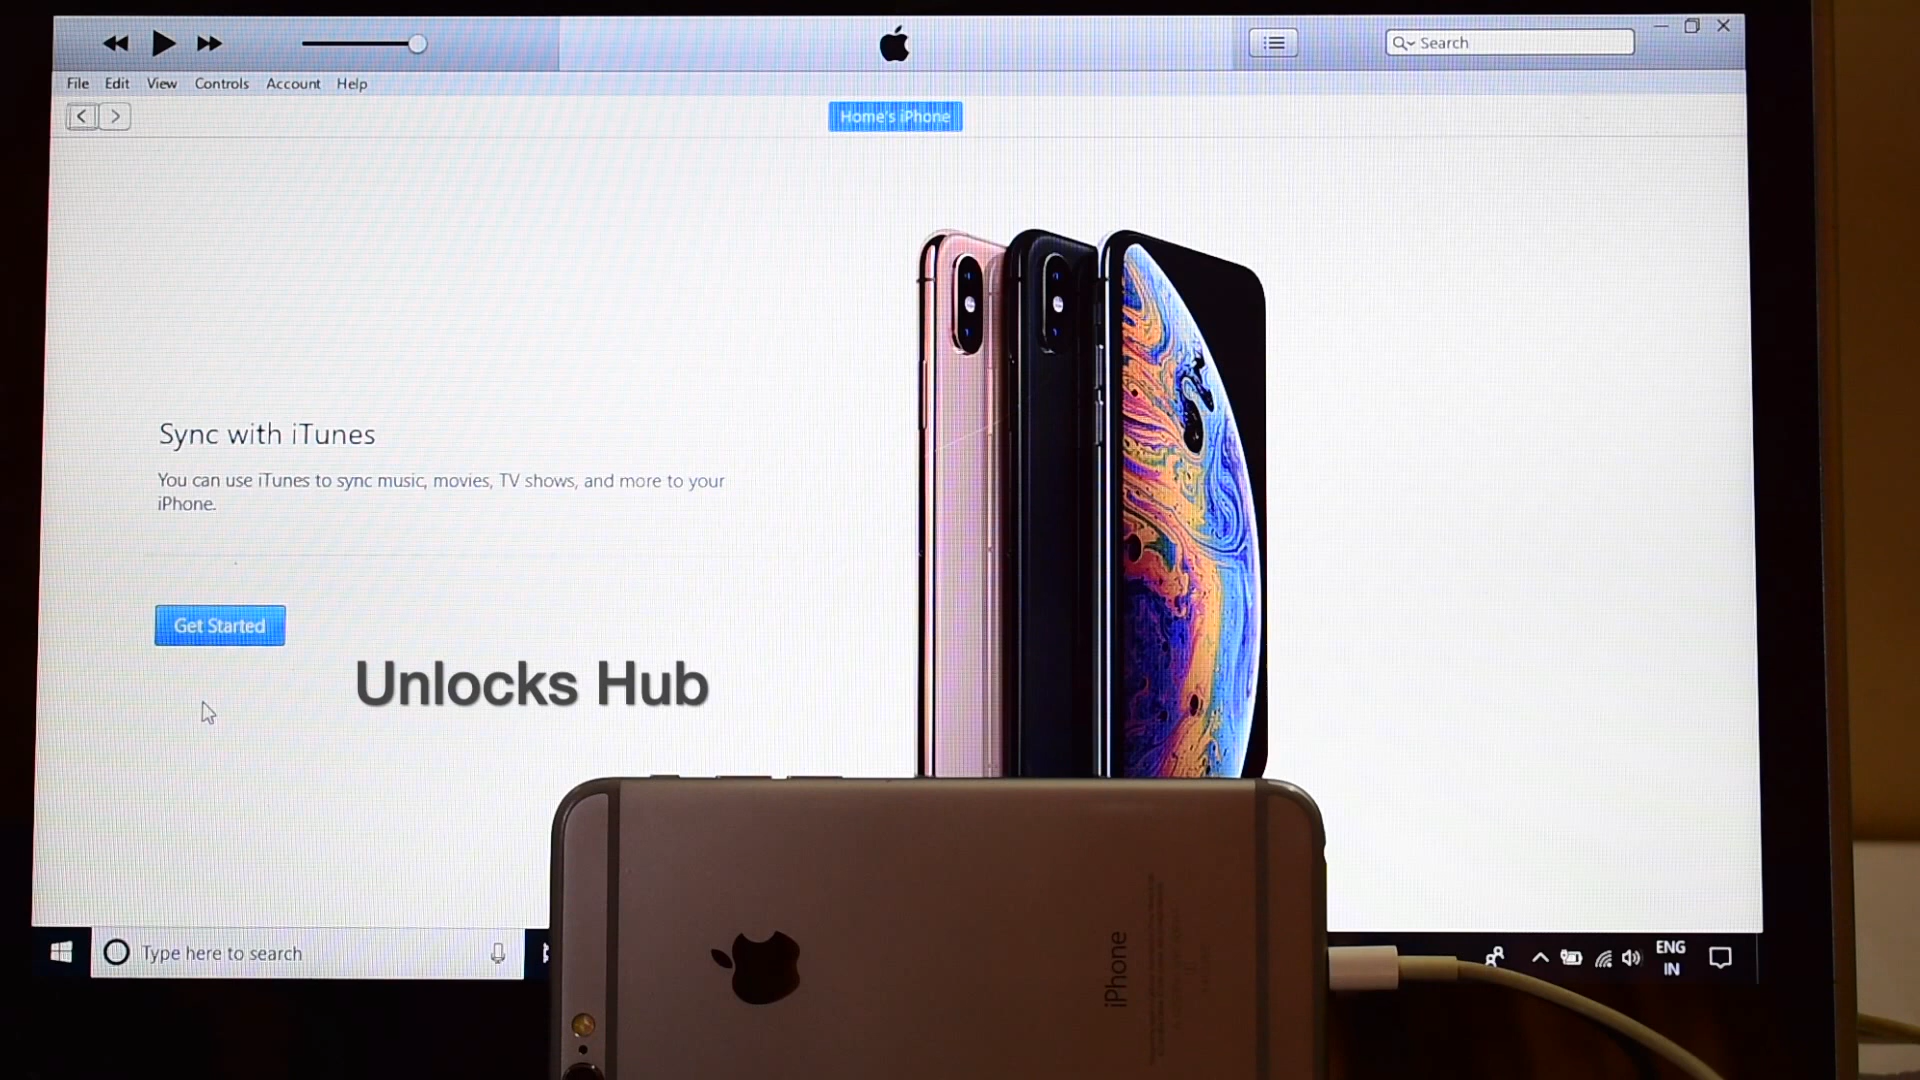 Search
File Edit View Controls Account Help
Home's iPhone
Sync with iTunes
You can use iTunes to sync music, movies, TV shows, and more to your
iPhone.
Get Started
Unlocks Hub
Type here to search
ENG
IN
iPhone